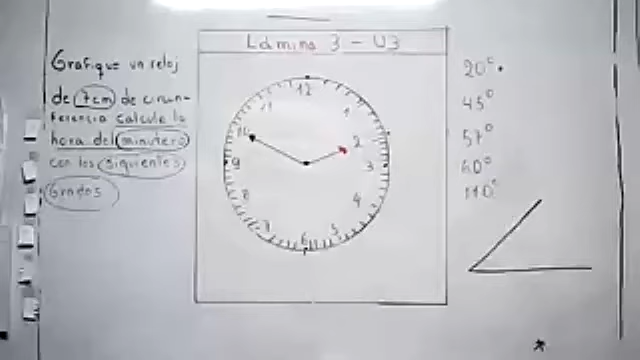 Lámina 3 - U3
Grafique un reloj
de 7cm de circun-
ferencia calcule la
hora del minutero
con los siguientes
Grados
12
1
2
3
4
5
6
7
8
9
10
11
20°.
45°
57°
60°
110°